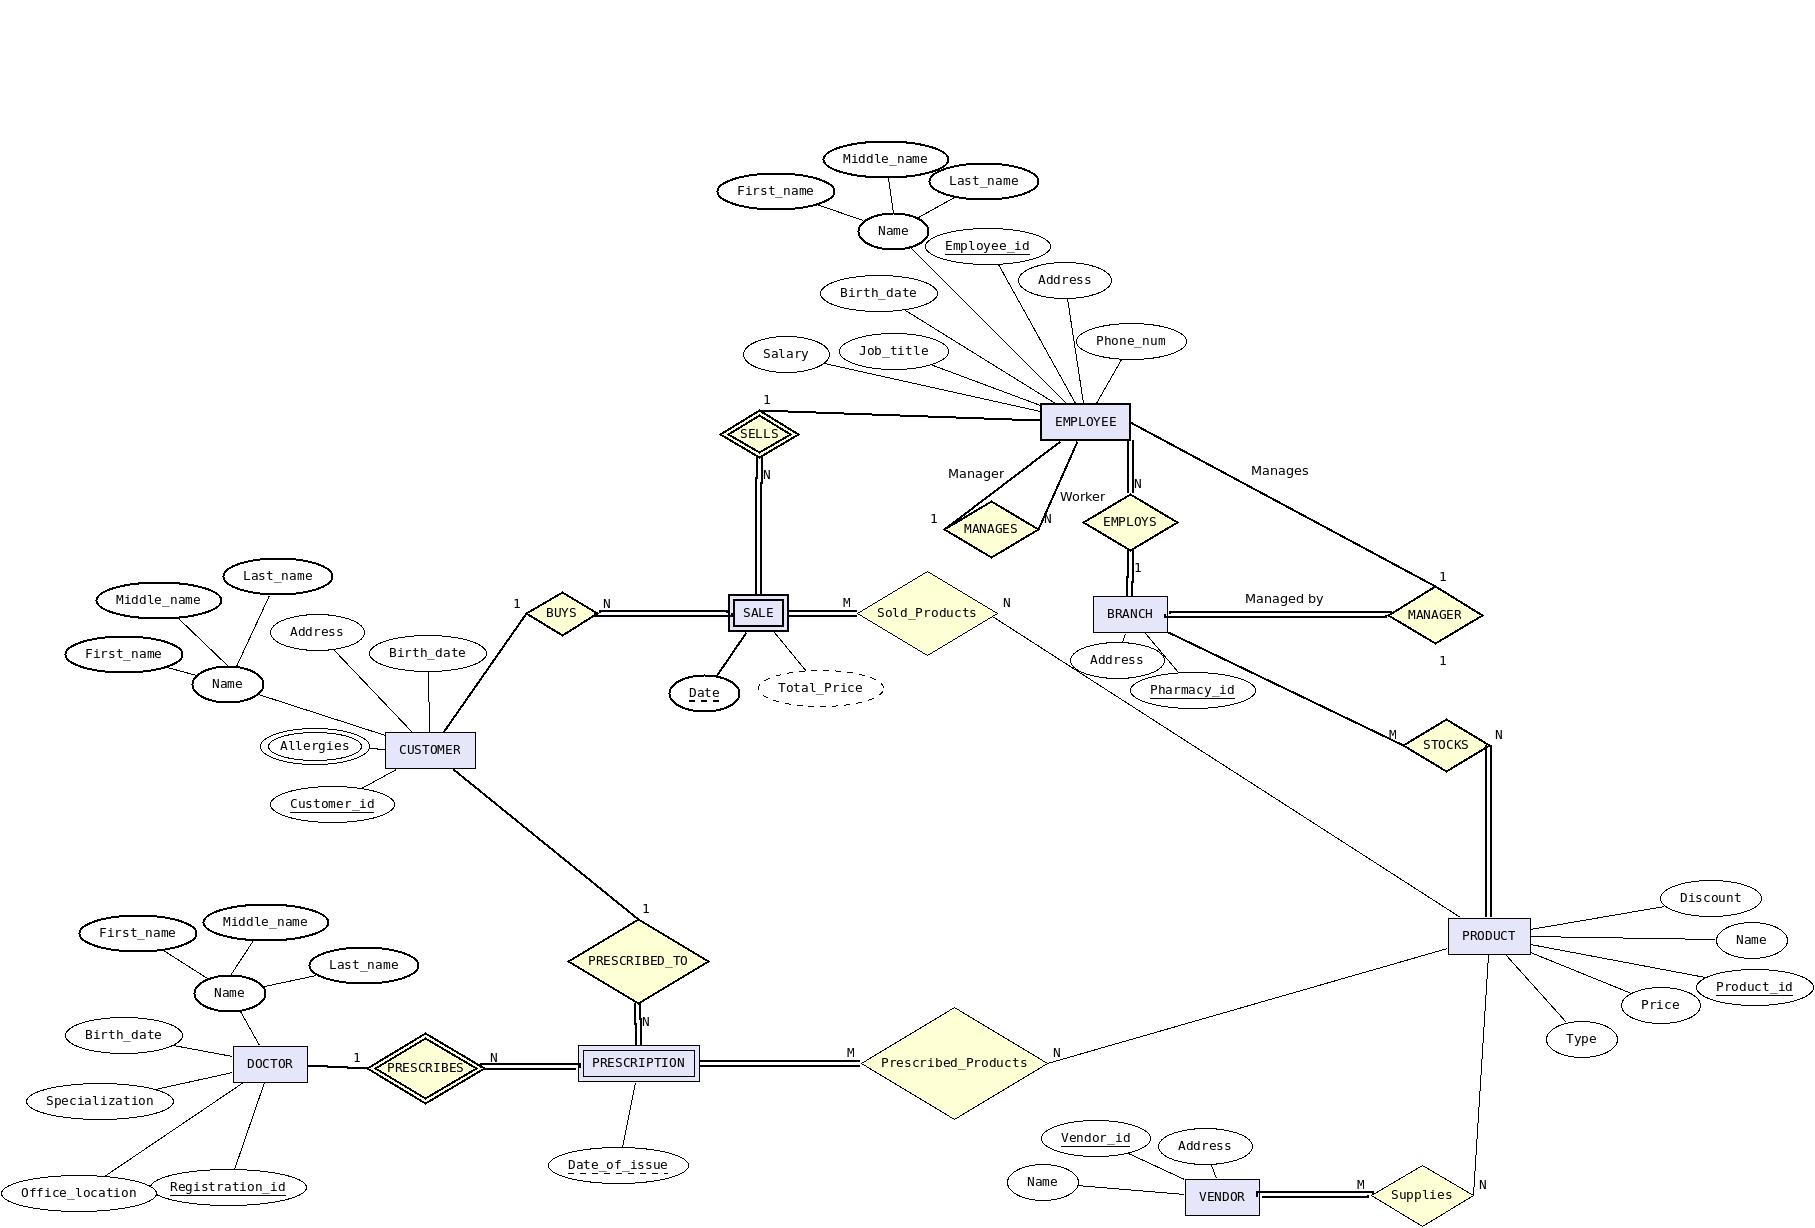 Middle_name
Last_name
First_name
Name
Employee_id
Address
Birth_date
Phone_num
Job_title
Salary
1
SELLS
EMPLOYEE
Manages
Manager
N
N
Worker
1
N
MANAGES
EMPLOYS
1
1
Last_name
Middle_name
1
N
M
N
Managed by
BUYS
SALE
Sold_Products
BRANCH
MANAGER
Address
First_name
Birth_date
Address
1
Name
Date
Total_Price
Pharmacy_id
M
N
STOCKS
Allergies
CUSTOMER
Customer_id
Discount
1
Middle_name
First_name
PRODUCT
Name
Last_name
PRESCRIBED_TO
Name
Product_id
Price
N
Birth_date
Type
1
N
M
N
DOCTOR
PRESCRIBES
PRESCRIPTION
Prescribed_Products
Specialization
Vendor_id
Address
Date_of_issue
Name
M
N
Office_location
Registration_id
VENDOR
Supplies